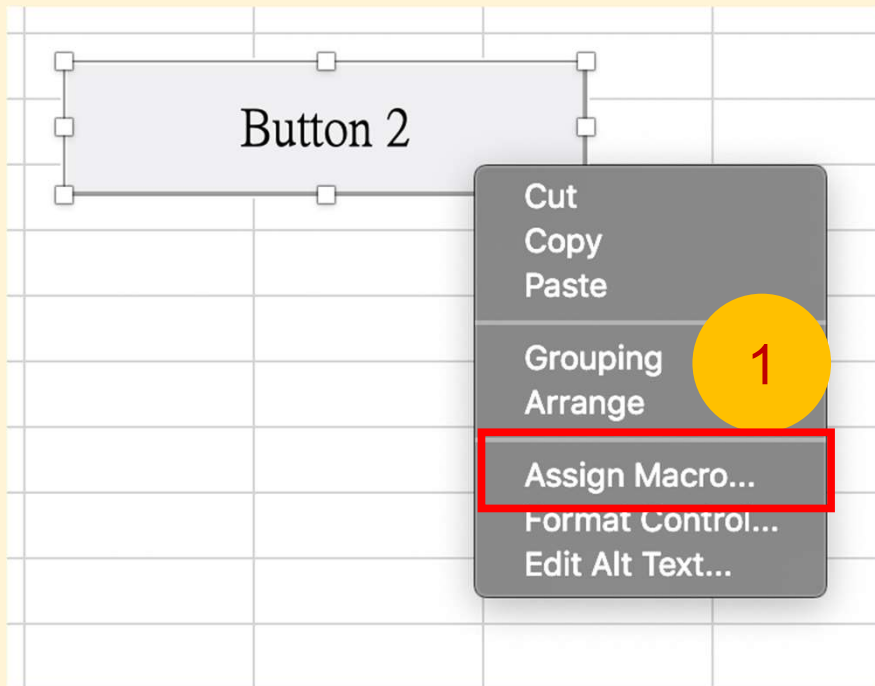 Button 2
Cut
Copy
Paste
Grouping
1
Arrange
Assign Macro...
Format Control...
Edit Alt Text...